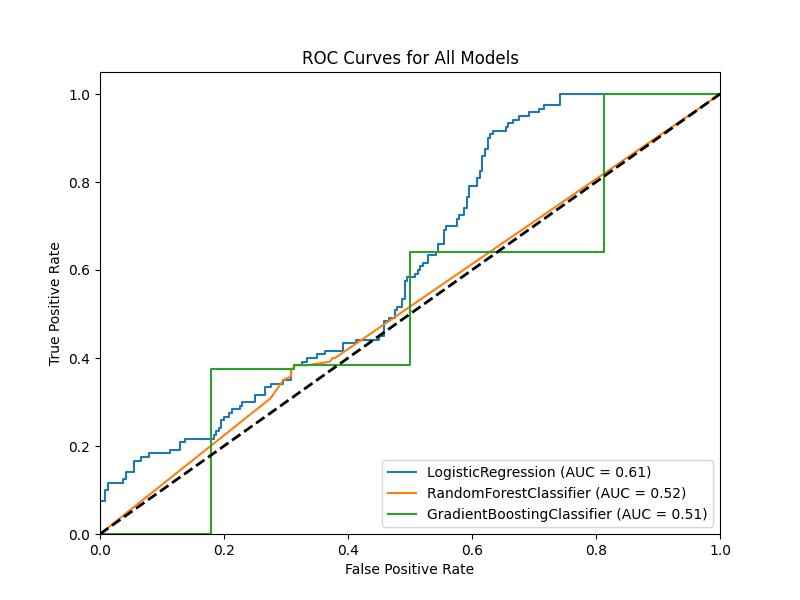 ROC Curves for All Models
True Positive Rate
1.0
0.8
0.6
0.4
0.2
0.0
LogisticRegression (AUC = 0.61)
RandomForestClassifier (AUC = 0.52)
GradientBoostingClassifier (AUC = 0.51)
0.0 0.2 0.4 0.6 0.8 1.0
False Positive Rate